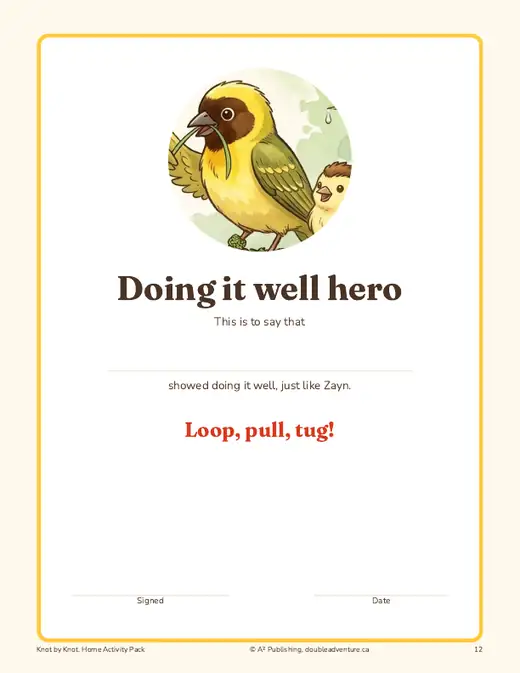 Doing it well hero
This is to say that
showed doing it well, just like Zayn.
Loop, pull, tug!
Signed
Date
Knot by Knot. Home Activity Pack
© A² Publishing, doubleadventure.ca
12